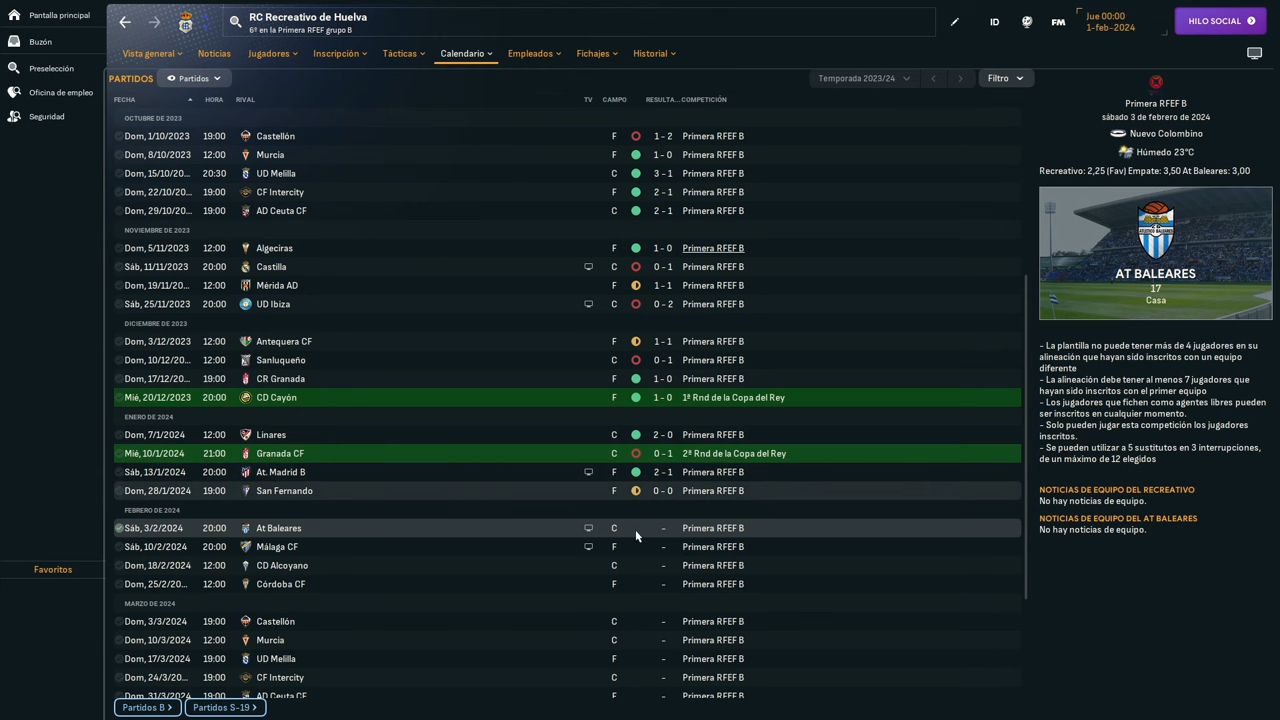 Pantalla principal
Buzón
Preselección
Oficina de empleo
Seguridad
Favoritos
RC Recreativo de Huelva
6º en la Primera RFEF grupo B
ID
FM
Jue 00:00
1-feb-2024
HILO SOCIAL
Vista general
Noticias
Jugadores
Inscripción
Tácticas
Calendario
Empleados
Fichajes
Historial
PARTIDOS
Partidos
Temporada 2023/24
Filtro
FECHA HORA RIVAL TV CAMPO RESULTA... COMPETICIÓN
OCTUBRE DE 2023
Dom, 1/10/2023 19:00 Castellón F 1 - 2 Primera RFEF B
Dom, 8/10/2023 12:00 Murcia F 1 - 0 Primera RFEF B
Dom, 15/10/20... 20:30 UD Melilla C 3 - 1 Primera RFEF B
Dom, 22/10/20... 19:00 CF Intercity F 2 - 1 Primera RFEF B
Dom, 29/10/20... 19:00 AD Ceuta CF C 2 - 1 Primera RFEF B
NOVIEMBRE DE 2023
Dom, 5/11/2023 12:00 Algeciras F 1 - 0 Primera RFEF B
Sáb, 11/11/2023 20:00 Castilla C 0 - 1 Primera RFEF B
Dom, 19/11/20... 12:00 Mérida AD F 1 - 1 Primera RFEF B
Sáb, 25/11/2023 20:00 UD Ibiza C 0 - 2 Primera RFEF B
DICIEMBRE DE 2023
Dom, 3/12/2023 12:00 Antequera CF F 1 - 1 Primera RFEF B
Dom, 10/12/20... 12:00 Sanluqueño C 0 - 1 Primera RFEF B
Dom, 17/12/20... 19:00 CR Granada F 1 - 0 Primera RFEF B
Mié, 20/12/2023 20:00 CD Cayón F 1 - 0 1ª Rnd de la Copa del Rey
ENERO DE 2024
Dom, 7/1/2024 12:00 Linares C 2 - 0 Primera RFEF B
Mié, 10/1/2024 21:00 Granada CF C 0 - 1 2ª Rnd de la Copa del Rey
Sáb, 13/1/2024 20:00 At. Madrid B F 2 - 1 Primera RFEF B
Dom, 28/1/2024 19:00 San Fernando F 0 - 0 Primera RFEF B
FEBRERO DE 2024
Sáb, 3/2/2024 20:00 At Baleares C - Primera RFEF B
Sáb, 10/2/2024 20:00 Málaga CF F - Primera RFEF B
Dom, 18/2/2024 12:00 CD Alcoyano C - Primera RFEF B
Dom, 25/2/20... 12:00 Córdoba CF F - Primera RFEF B
MARZO DE 2024
Dom, 3/3/2024 19:00 Castellón C - Primera RFEF B
Dom, 10/3/2024 12:00 Murcia C - Primera RFEF B
Dom, 17/3/2024 19:00 UD Melilla F - Primera RFEF B
Dom, 24/3/20... 19:00 CF Intercity C - Primera RFEF B
Dom, 31/3/2024 19:00 AD Ceuta CF F - Primera RFEF B
Partidos B
Partidos S-19
Primera RFEF B
sábado 3 de febrero de 2024
Nuevo Colombino
Húmedo 23°C
Recreativo: 2,25 (Fav) Empate: 3,50 At Baleares: 3,00
AT BALEARES
17
Casa
- La plantilla no puede tener más de 4 jugadores en su
alineación que hayan sido inscritos con un equipo
diferente
- La alineación debe tener al menos 7 jugadores que
hayan sido inscritos con el primer equipo
- Los jugadores que fichen como agentes libres pueden
ser inscritos en cualquier momento.
- Solo pueden jugar esta competición los jugadores
inscritos.
- Se pueden utilizar a 5 sustitutos en 3 interrupciones,
de un máximo de 12 elegidos
NOTICIAS DE EQUIPO DEL RECREATIVO
No hay noticias de equipo.
NOTICIAS DE EQUIPO DEL AT BALEARES
No hay noticias de equipo.